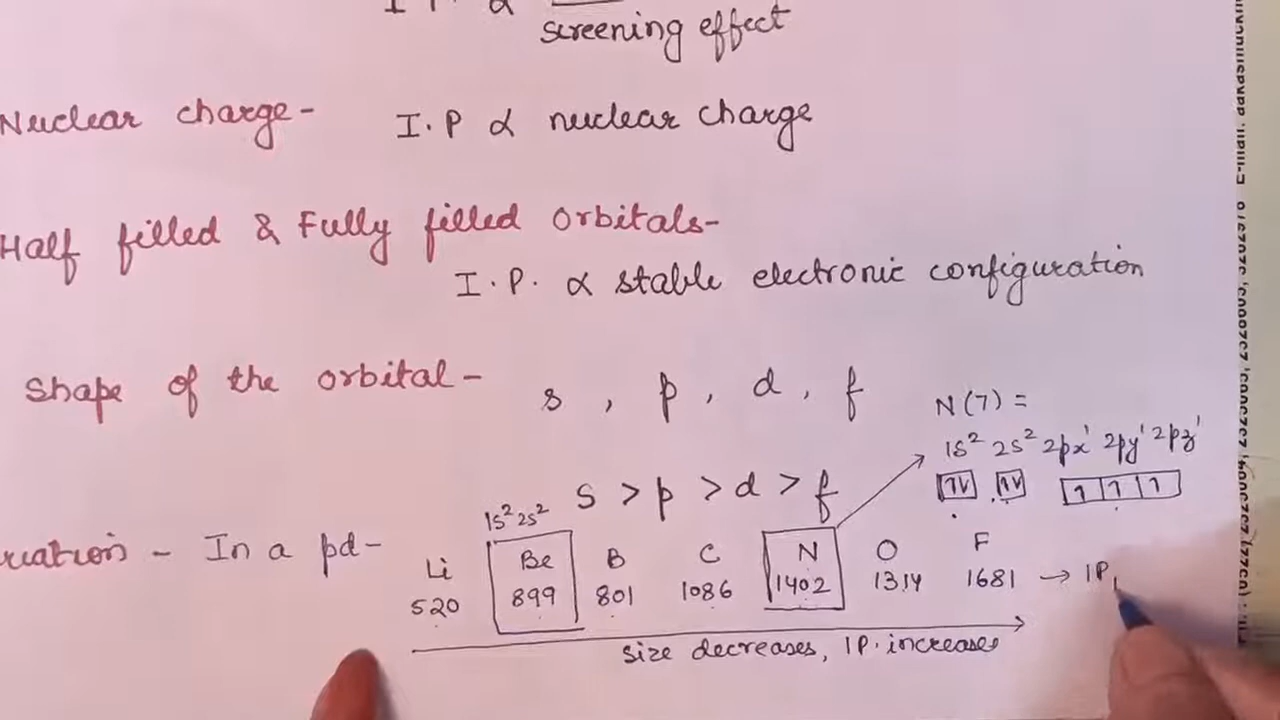 screening effect
Nuclear charge- I.P ∝ nuclear charge
Half filled & Fully filled orbitals-
I.P. ∝ stable electronic configuration
Shape of the orbital- s, p, d, f
N(7) =
1s² 2s² 2px¹ 2py¹ 2pz¹
1s² 2s² s > p > d > f
In a pd-
Li Be B C N O F
520 899 801 1086 1402 1314 1681 → IP₁
size decreases, IP. increases